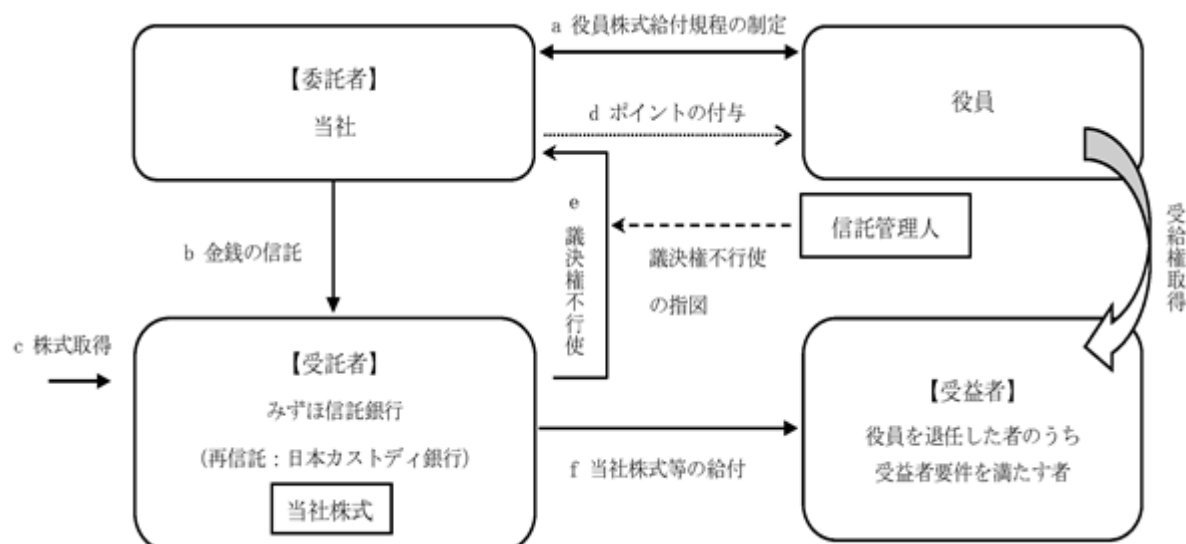 a 役員株式給付規程の制定
【委託者】
当社
役員
d ポイントの付与
e 議決権不行使
信託管理人
議決権不行使
の指図
受給権取得
b 金銭の信託
c 株式取得
【受託者】
みずほ信託銀行
(再信託：日本カストディ銀行)
当社株式
f 当社株式等の給付
【受益者】
役員を退任した者のうち
受益者要件を満たす者